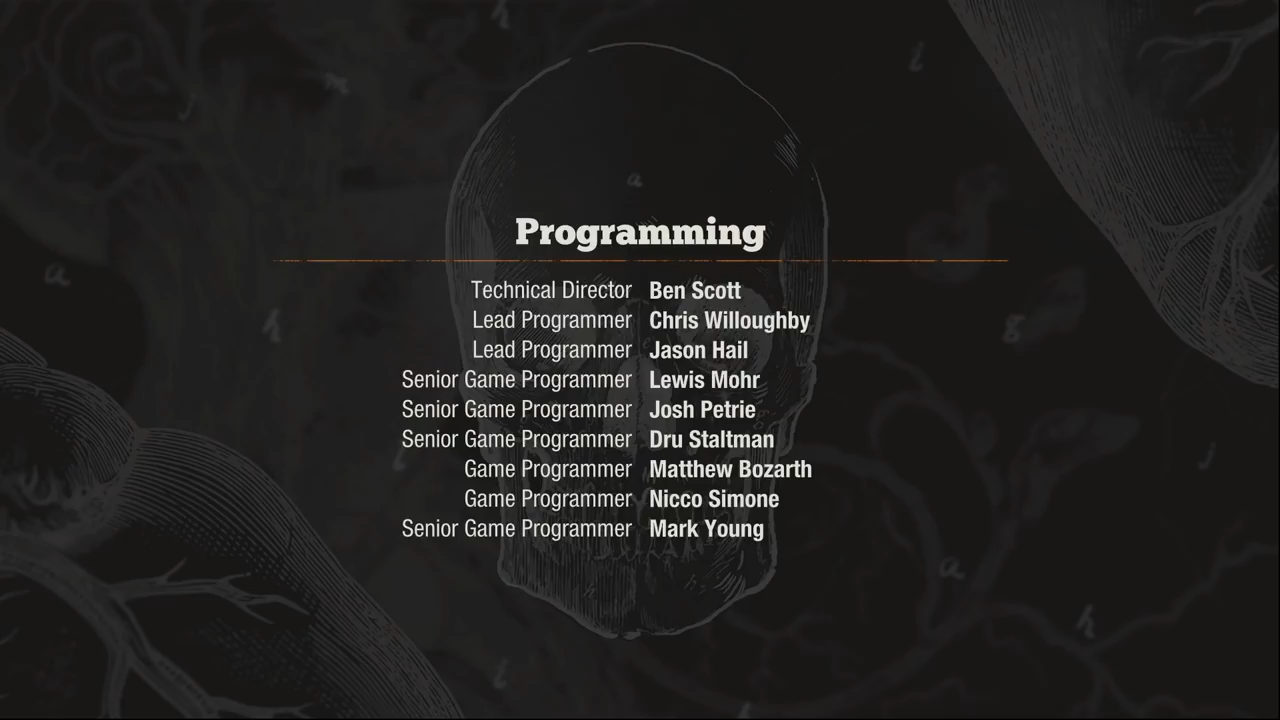 Programming
Technical Director Ben Scott
Lead Programmer Chris Willoughby
Lead Programmer Jason Hail
Senior Game Programmer Lewis Mohr
Senior Game Programmer Josh Petrie
Senior Game Programmer Dru Staltman
Game Programmer Matthew Bozarth
Game Programmer Nicco Simone
Senior Game Programmer Mark Young